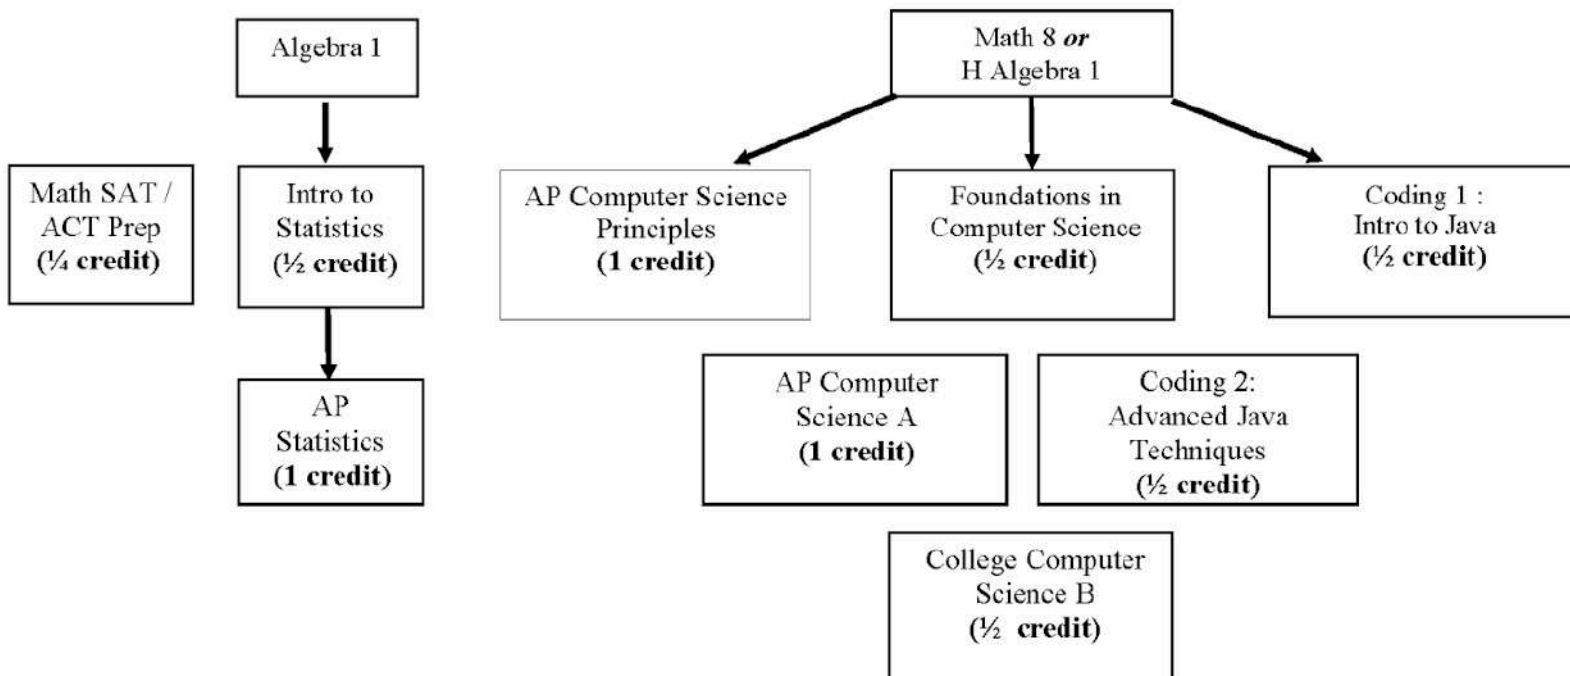 Algebra 1
Math 8 or
H Algebra 1
Math SAT /
ACT Prep
(¼ credit)
Intro to
Statistics
(½ credit)
AP Computer Science
Principles
(1 credit)
Foundations in
Computer Science
(½ credit)
Coding 1 :
Intro to Java
(½ credit)
AP
Statistics
(1 credit)
AP Computer
Science A
(1 credit)
Coding 2:
Advanced Java
Techniques
(½ credit)
College Computer
Science B
(½ credit)